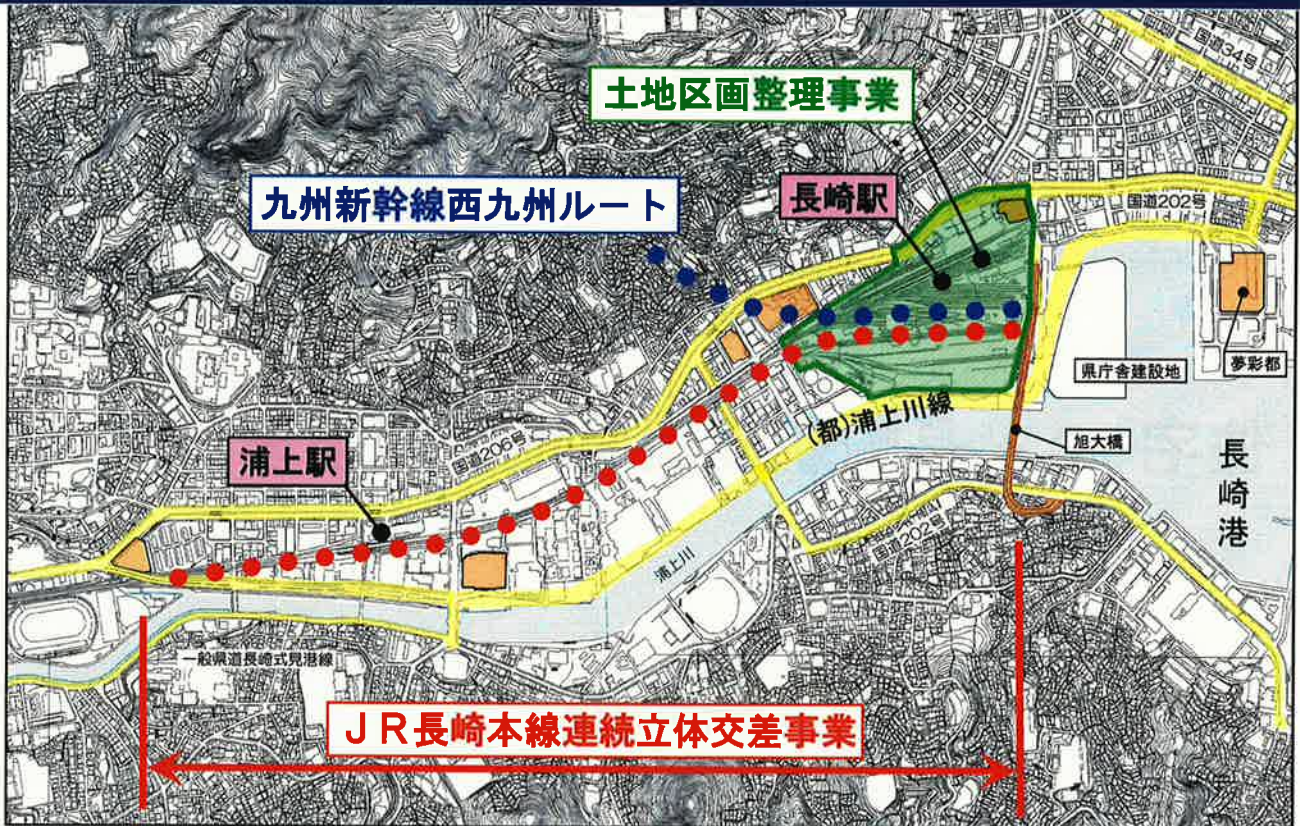 国道34号
土地区画整理事業
九州新幹線西九州ルート
長崎駅
国道202号
県庁舎建設地
夢彩都
(都)浦上川線
旭大橋
長崎港
国道206号
浦上駅
国道202号
浦上川
一般県道長崎式見港線
JR長崎本線連続立体交差事業